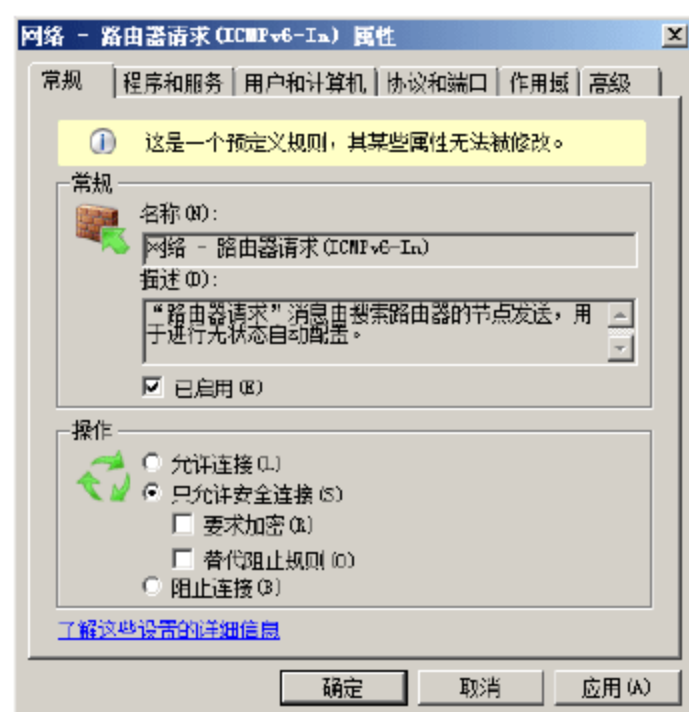 网络 - 路由器请求(ICMPv6-In) 属性
常规 程序和服务 用户和计算机 协议和端口 作用域 高级
这是一个预定义规则，其某些属性无法被修改。
常规
名称(N):
网络 - 路由器请求(ICMPv6-In)
描述(D):
“路由器请求”消息由搜索路由器的节点发送，用
于进行无状态自动配置。
已启用(E)
操作
允许连接(L)
只允许安全连接(S)
要求加密(R)
替代阻止规则(O)
阻止连接(B)
了解这些设置的详细信息
确定 取消 应用(A)